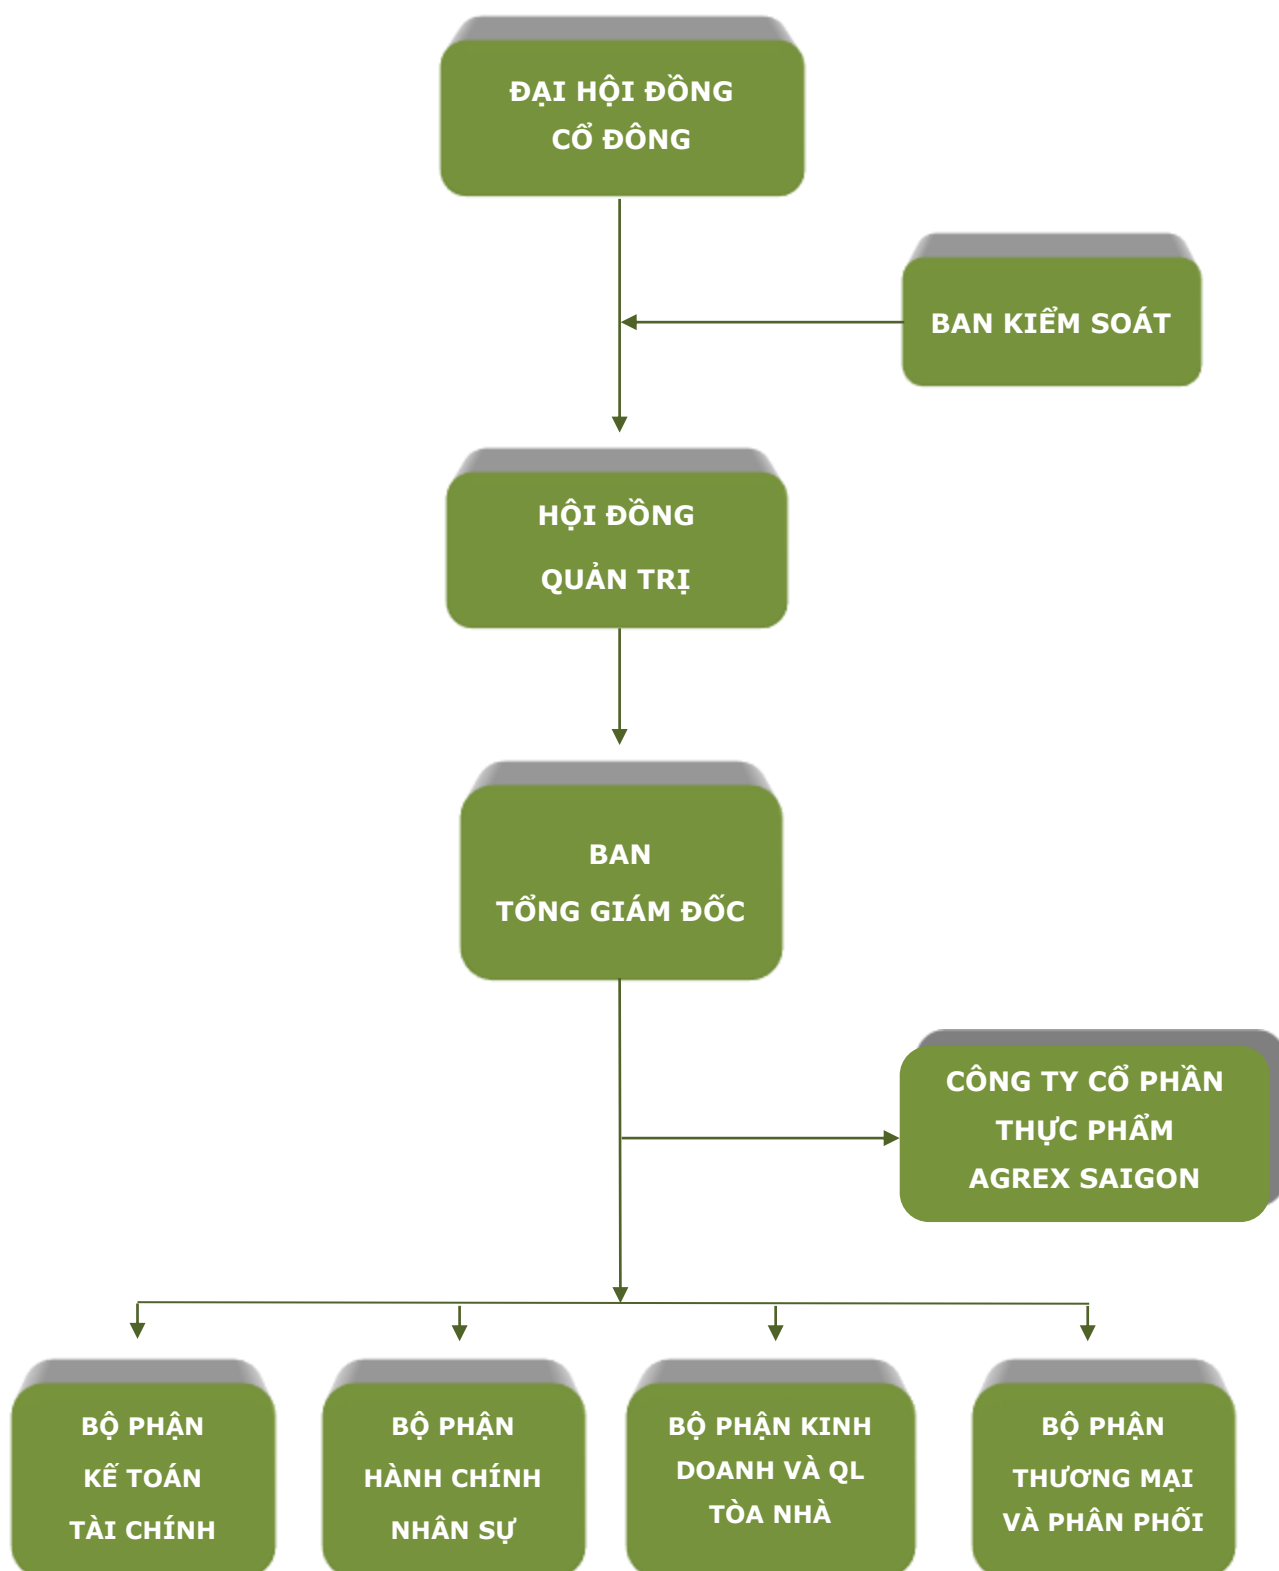 ĐẠI HỘI ĐỒNG
CỔ ĐÔNG
BAN KIỂM SOÁT
HỘI ĐỒNG
QUẢN TRỊ
BAN
TỔNG GIÁM ĐỐC
CÔNG TY CỔ PHẦN
THỰC PHẨM
AGREX SAIGON
BỘ PHẬN
KẾ TOÁN
TÀI CHÍNH
BỘ PHẬN
HÀNH CHÍNH
NHÂN SỰ
BỘ PHẬN KINH
DOANH VÀ QL
TÒA NHÀ
BỘ PHẬN
THƯƠNG MẠI
VÀ PHÂN PHỐI